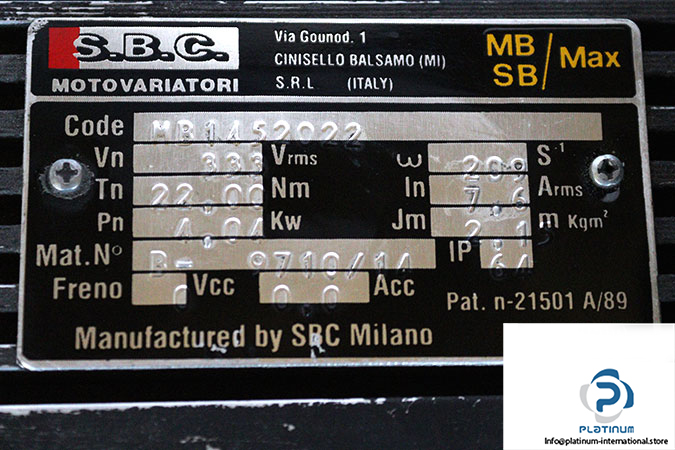 S.B.C.
MOTOVARIATORI
Via Gounod. 1
CINISELLO BALSAMO (MI)
S.R.L (ITALY)
MB
SB/Max
Code MB1452022
Vn 333 Vrms ω 209 S⁻¹
Tn 22.00 Nm In 7.6 Arms
Pn 4.04 Kw Jm 2.13 m Kgm²
Mat.N° B- 9710/14 IP 64
Freno 0 Vcc 0.0 Acc
Pat. n-21501 A/89
Manufactured by SBC Milano
PLATINUM
Info@platinum-international.store